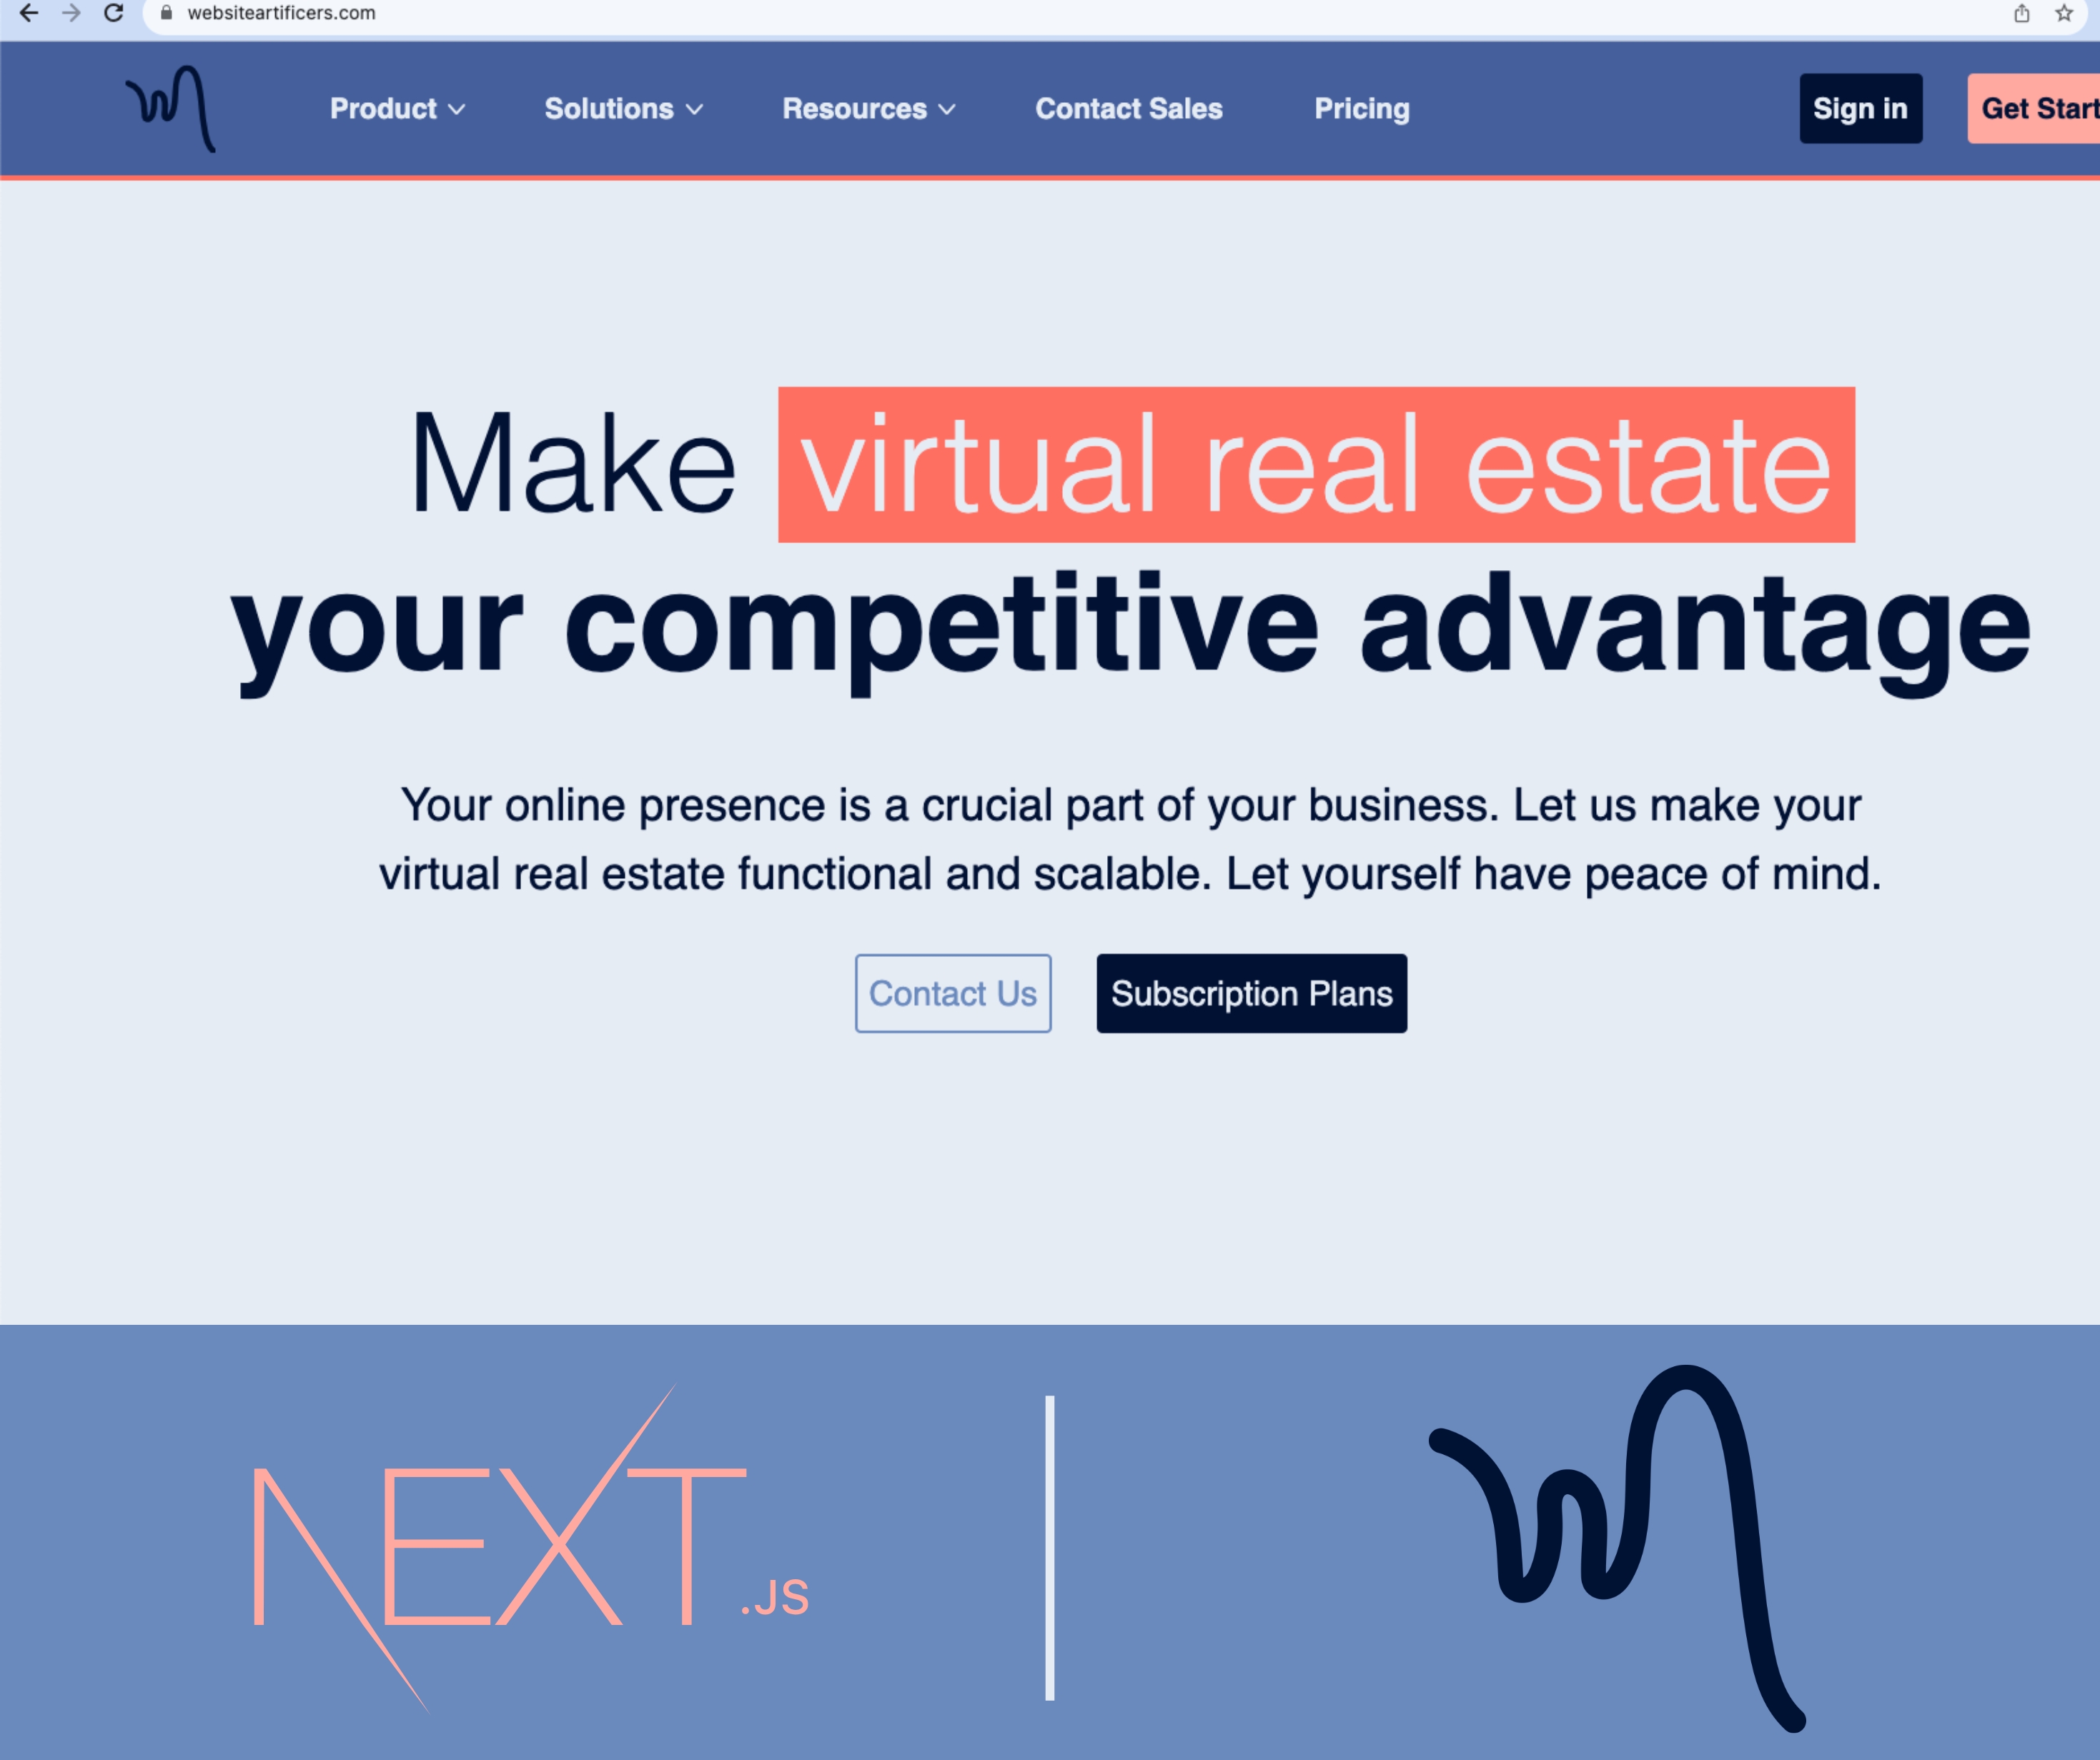 websiteartificers.com
Product Solutions Resources Contact Sales Pricing Sign in Get Start
Make virtual real estate
your competitive advantage
Your online presence is a crucial part of your business. Let us make your
virtual real estate functional and scalable. Let yourself have peace of mind.
Contact Us Subscription Plans
NEXT.JS